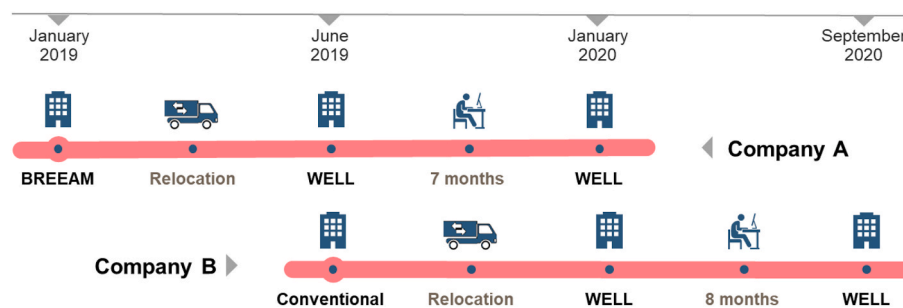 January
2019
June
2019
January
2020
September
2020
BREEAM
Relocation
WELL
7 months
WELL
Company A
Company B
Conventional
Relocation
WELL
8 months
WELL